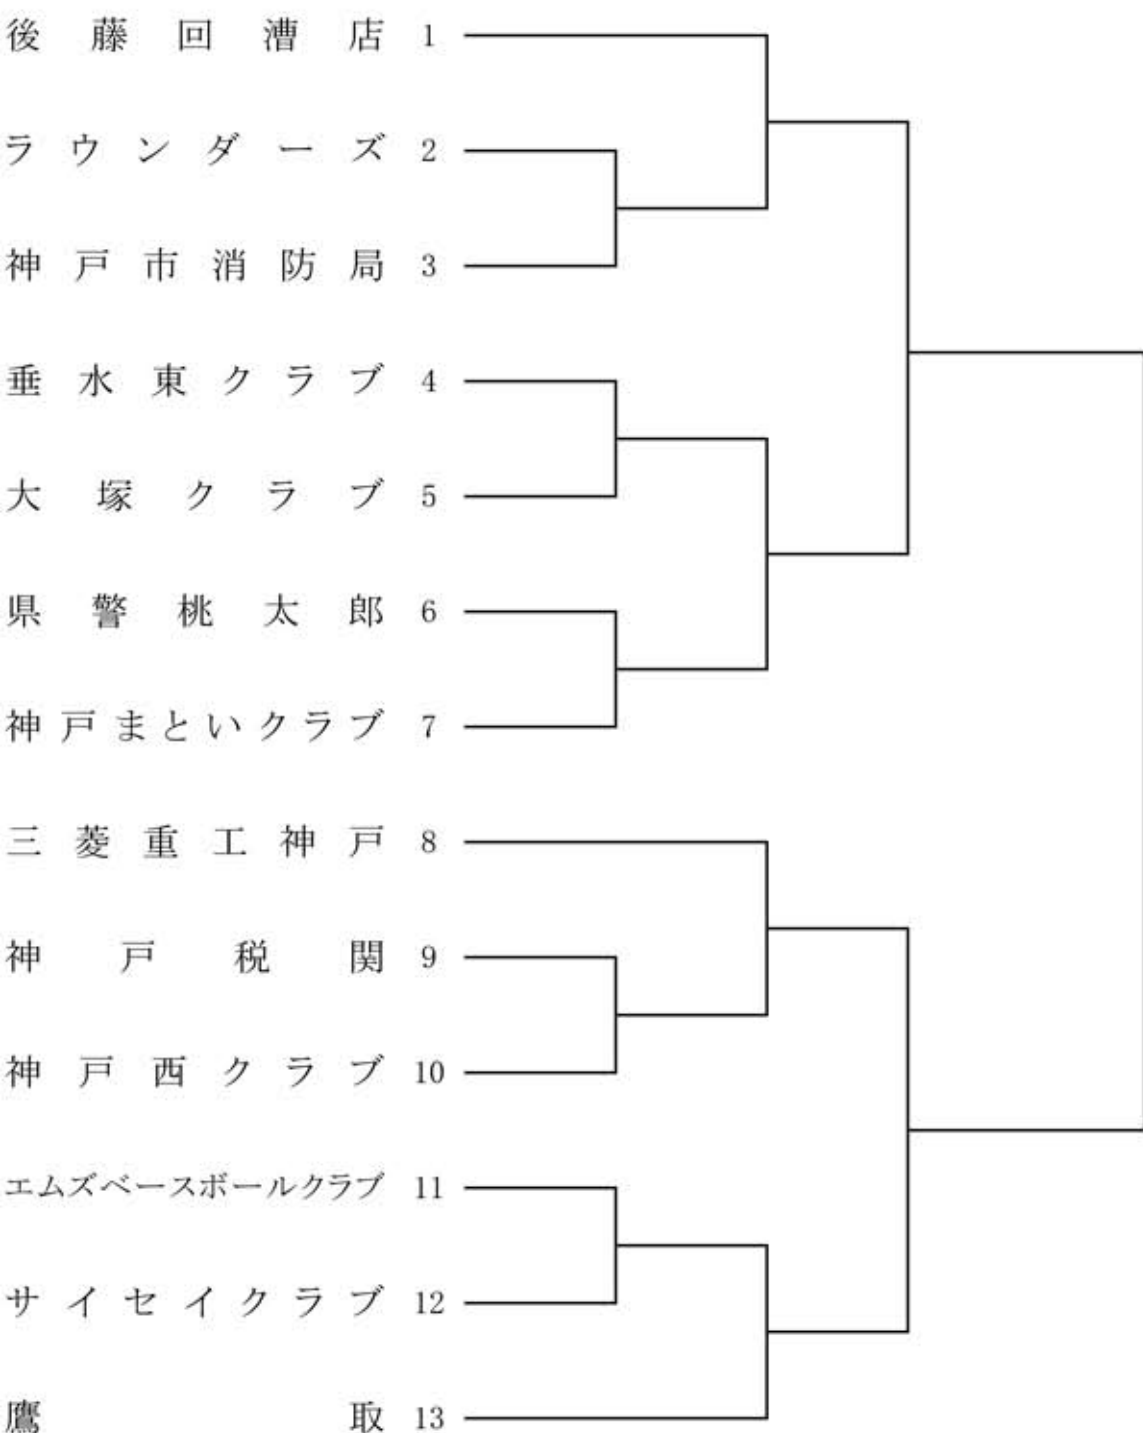 後藤回漕店 1
ラウンダーズ 2
神戸市消防局 3
垂水東クラブ 4
大塚クラブ 5
県警桃太郎 6
神戸まといクラブ 7
三菱重工神戸 8
神戸税関 9
神戸西クラブ 10
エムズベースボールクラブ 11
サイセイクラブ 12
鷹取 13